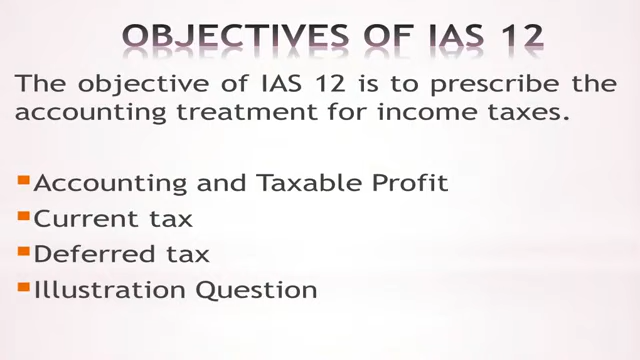 OBJECTIVES OF IAS 12
The objective of IAS 12 is to prescribe the
accounting treatment for income taxes.
Accounting and Taxable Profit
Current tax
Deferred tax
Illustration Question